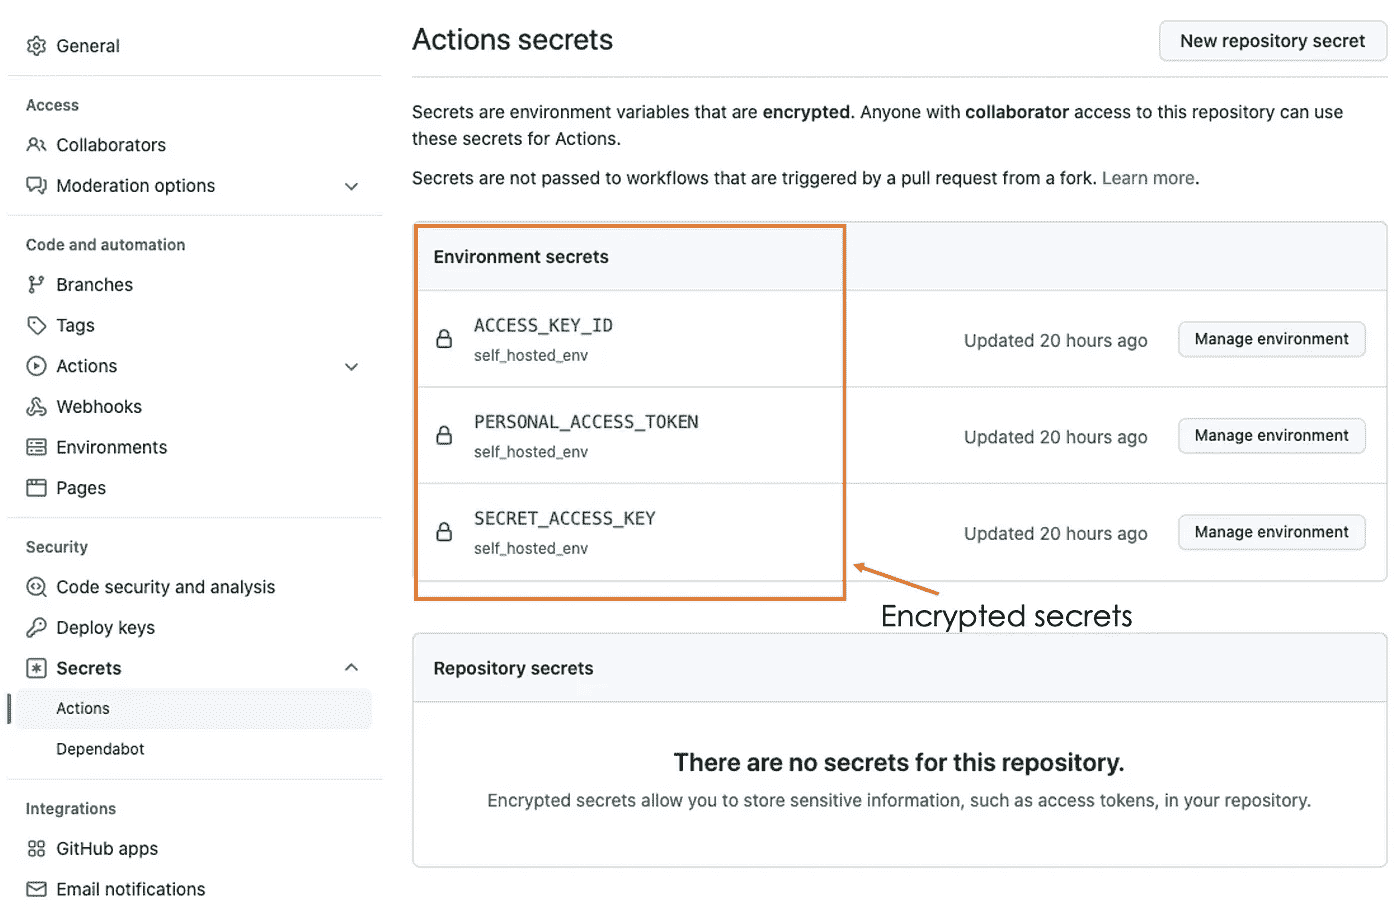 General
Access
Collaborators
Moderation options
Code and automation
Branches
Tags
Actions
Webhooks
Environments
Pages
Security
Code security and analysis
Deploy keys
Secrets
Actions
Dependabot
Integrations
GitHub apps
Email notifications
Actions secrets
New repository secret
Secrets are environment variables that are encrypted. Anyone with collaborator access to this repository can use
these secrets for Actions.
Secrets are not passed to workflows that are triggered by a pull request from a fork. Learn more.
Environment secrets
ACCESS_KEY_ID
self_hosted_env
Updated 20 hours ago
Manage environment
PERSONAL_ACCESS_TOKEN
self_hosted_env
Updated 20 hours ago
Manage environment
SECRET_ACCESS_KEY
self_hosted_env
Updated 20 hours ago
Manage environment
Encrypted secrets
Repository secrets
There are no secrets for this repository.
Encrypted secrets allow you to store sensitive information, such as access tokens, in your repository.